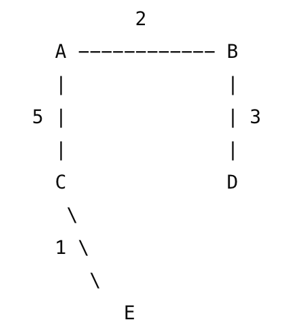 2
A ------------ B
|              |
5 |              | 3
|              |
C              D
\
1 \
\
E